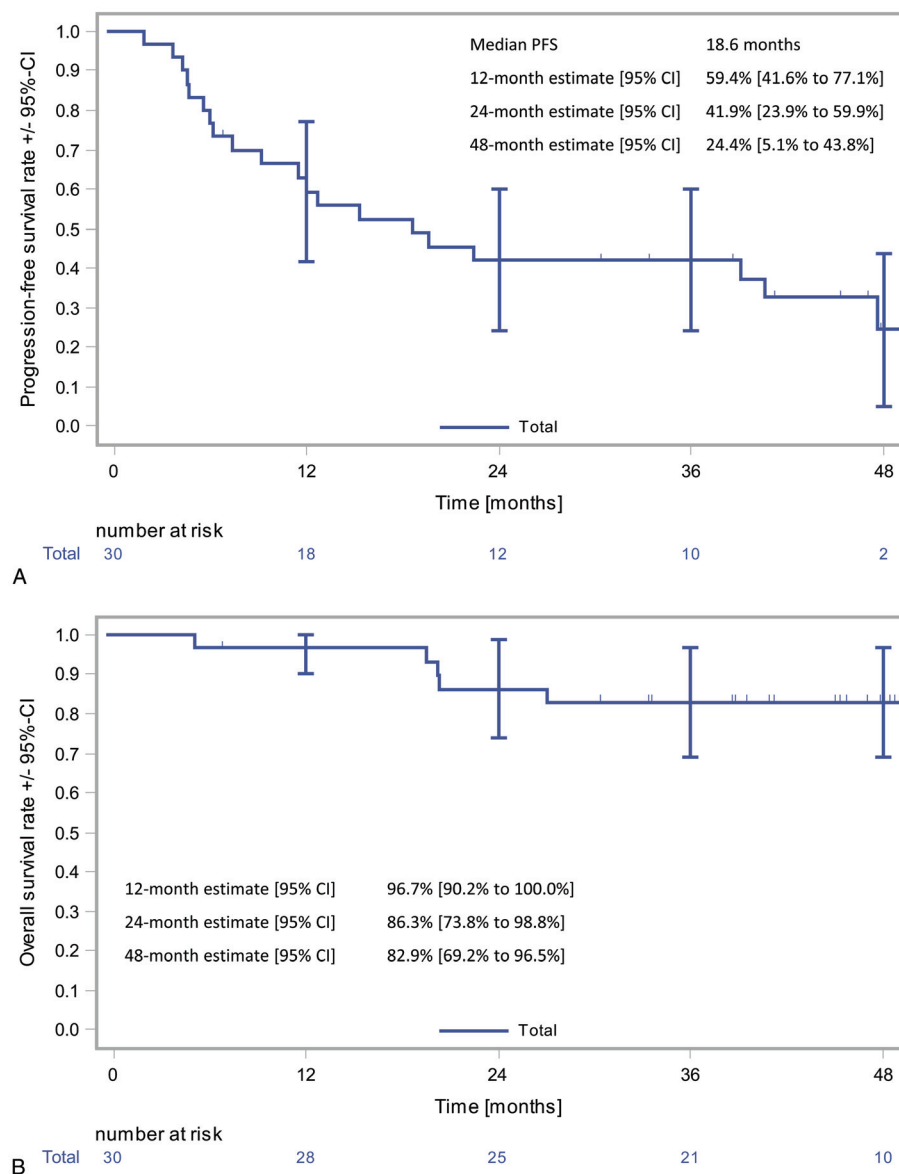 Progression-free survival rate +/- 95%-CI
1.0
0.9
0.8
0.7
0.6
0.5
0.4
0.3
0.2
0.1
0.0
Median PFS 18.6 months
12-month estimate [95% CI] 59.4% [41.6% to 77.1%]
24-month estimate [95% CI] 41.9% [23.9% to 59.9%]
48-month estimate [95% CI] 24.4% [5.1% to 43.8%]
Total
0 12 24 36 48
Time [months]
number at risk
Total 30 18 12 10 2
A
Overall survival rate +/- 95%-CI
1.0
0.9
0.8
0.7
0.6
0.5
0.4
0.3
0.2
0.1
0.0
12-month estimate [95% CI] 96.7% [90.2% to 100.0%]
24-month estimate [95% CI] 86.3% [73.8% to 98.8%]
48-month estimate [95% CI] 82.9% [69.2% to 96.5%]
Total
0 12 24 36 48
Time [months]
number at risk
Total 30 28 25 21 10
B